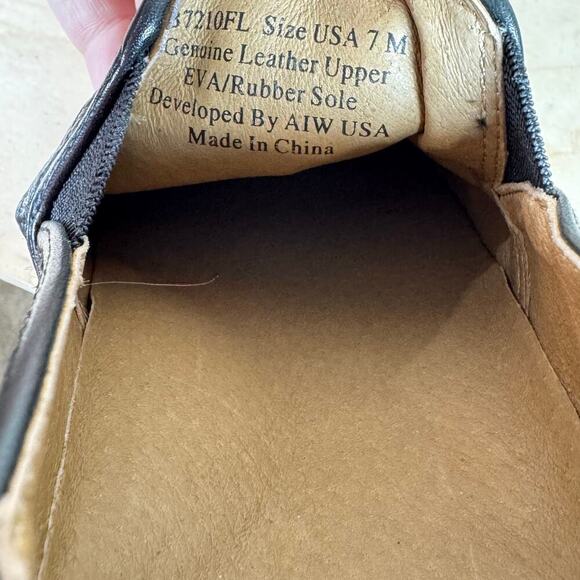 37210FL Size USA 7 M
Genuine Leather Upper
EVA/Rubber Sole
Developed By AIW USA
Made In China